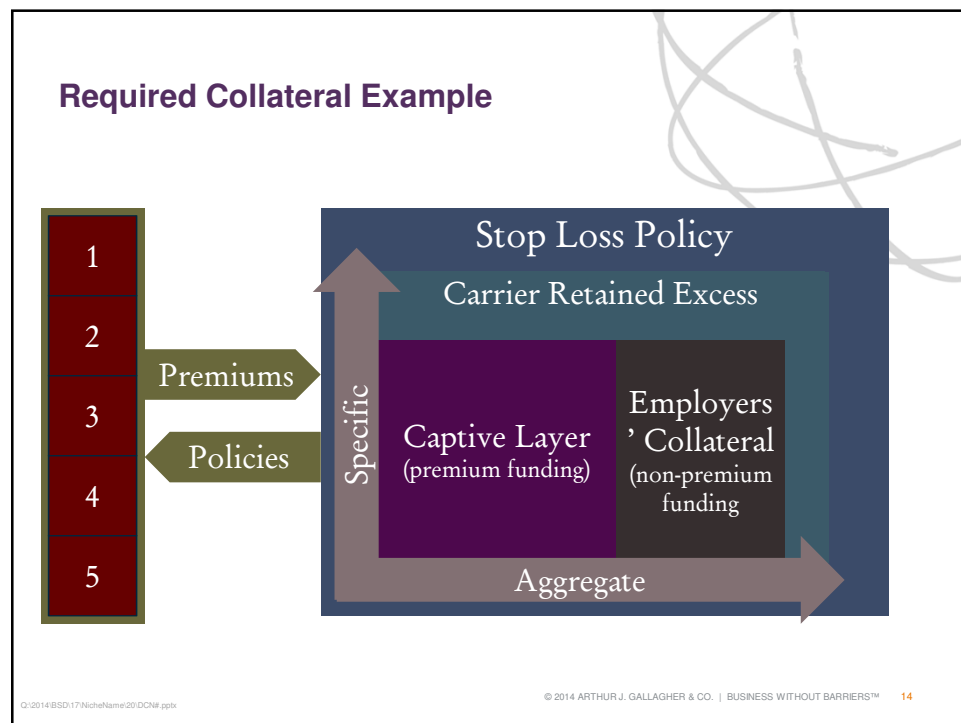 Required Collateral Example
1
2
3
4
5
Premiums
Policies
Stop Loss Policy
Carrier Retained Excess
Specific
Captive Layer
(premium funding)
Employers
’ Collateral
(non-premium
funding
Aggregate
Q:\2014\BSD\17\NicheName\20\DCN#.pptx
© 2014 ARTHUR J. GALLAGHER & CO. | BUSINESS WITHOUT BARRIERS™ 14